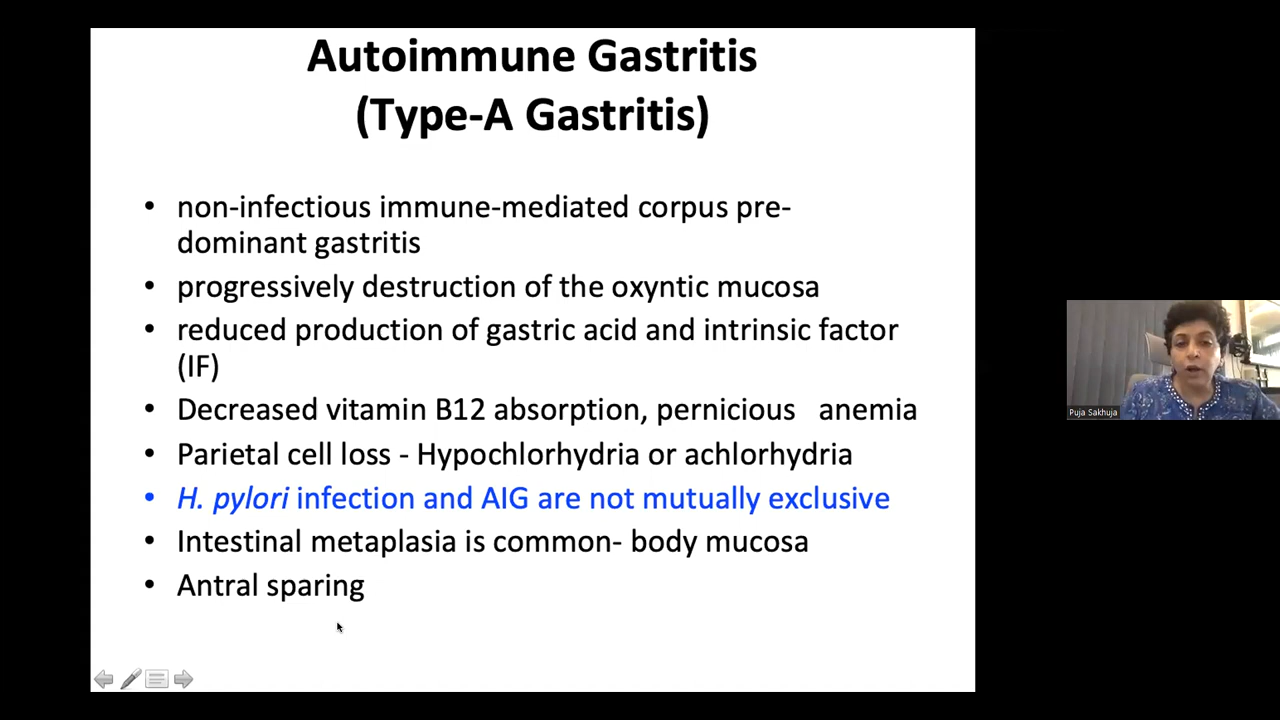 Autoimmune Gastritis
(Type-A Gastritis)
• non-infectious immune-mediated corpus pre-
dominant gastritis
• progressively destruction of the oxyntic mucosa
• reduced production of gastric acid and intrinsic factor
(IF)
• Decreased vitamin B12 absorption, pernicious anemia
• Parietal cell loss - Hypochlorhydria or achlorhydria
• H. pylori infection and AIG are not mutually exclusive
• Intestinal metaplasia is common- body mucosa
• Antral sparing
Puja Sakhuja